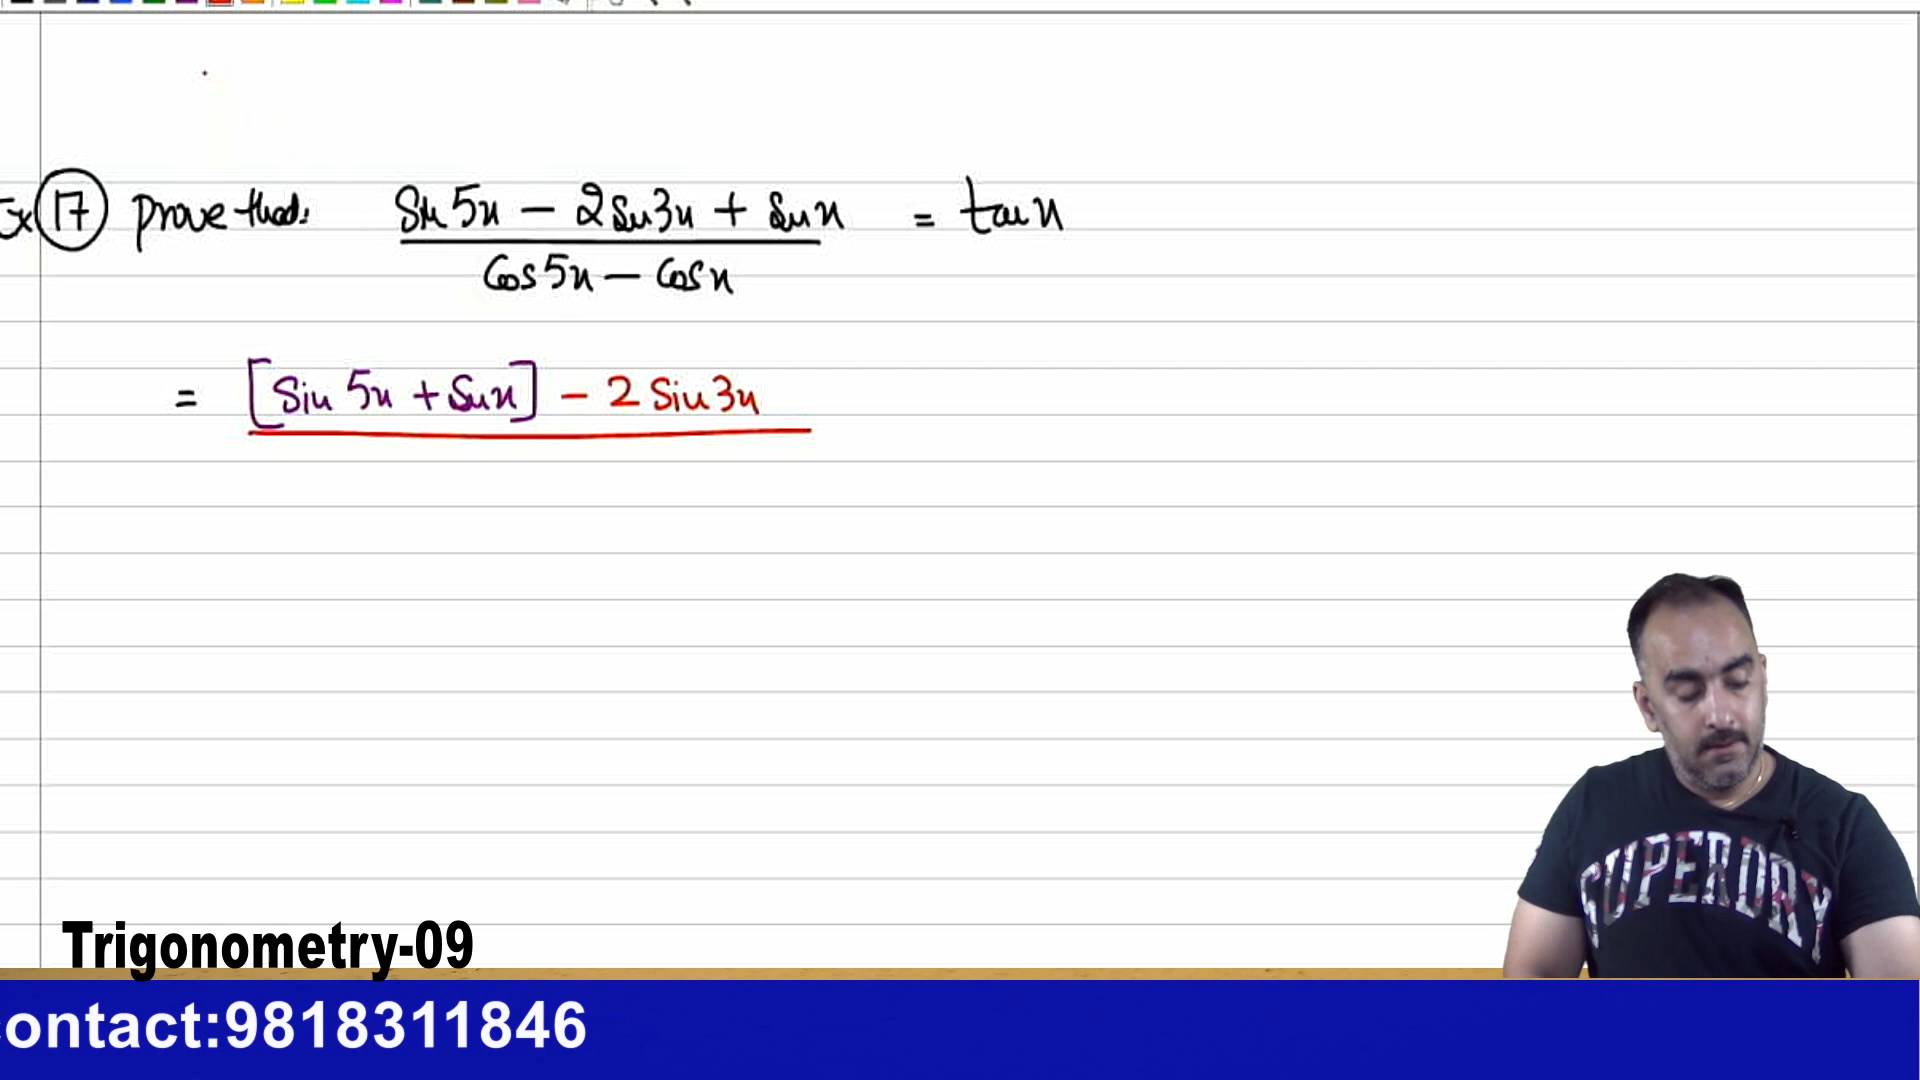 Ex 17 prove that: Sin 5x − 2 Sin 3x + Sin x = tan x
Cos 5x − Cos x
= [Sin 5x + Sin x] − 2 Sin 3x
SUPERDRY
Trigonometry-09
ontact:9818311846